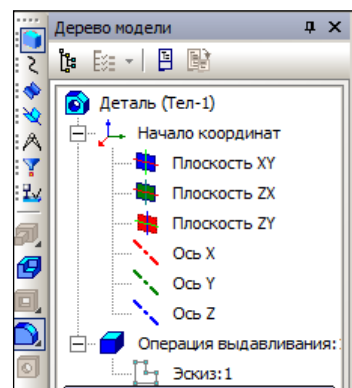 Дерево модели
Деталь (Тел-1)
Начало координат
Плоскость XY
Плоскость ZX
Плоскость ZY
Ось X
Ось Y
Ось Z
Операция выдавливания:
Эскиз:1